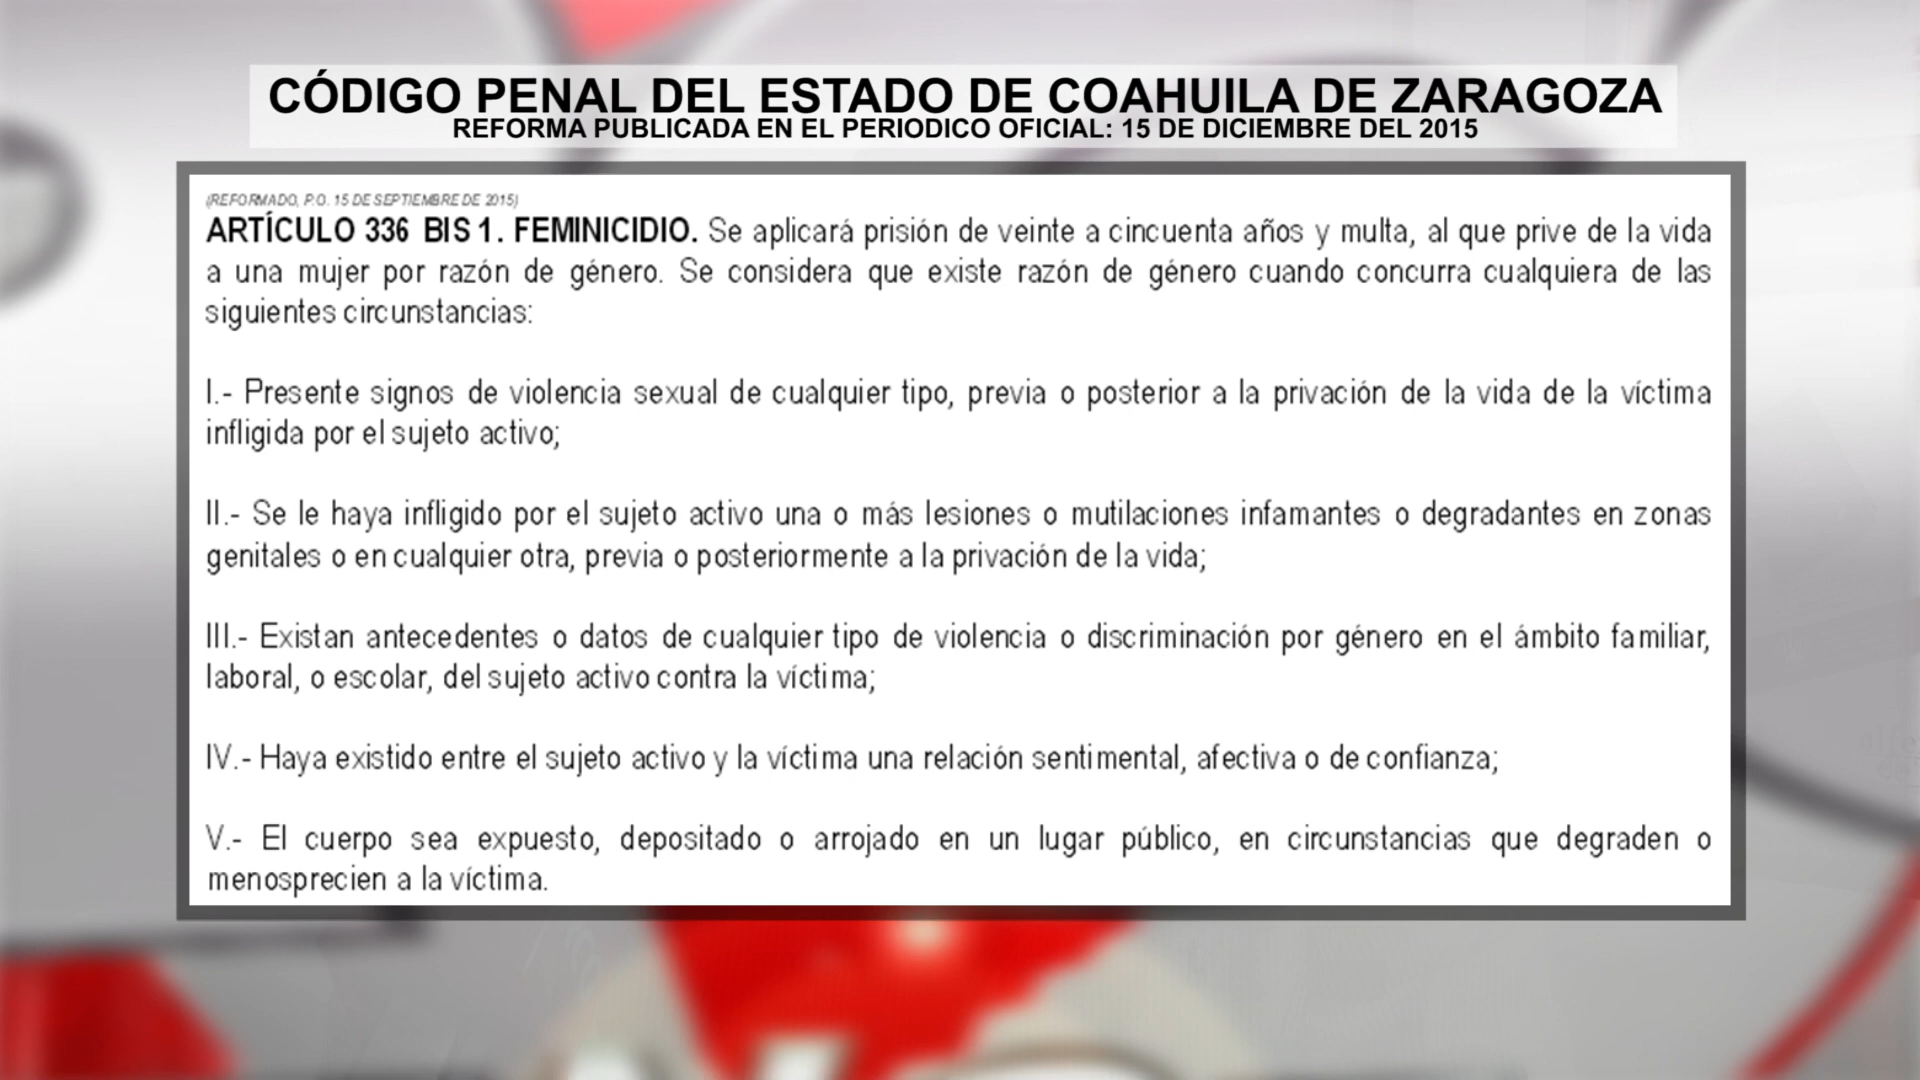 CÓDIGO PENAL DEL ESTADO DE COAHUILA DE ZARAGOZA
REFORMA PUBLICADA EN EL PERIODICO OFICIAL: 15 DE DICIEMBRE DEL 2015
(REFORMADO, P.O. 15 DE SEPTIEMBRE DE 2015)
ARTÍCULO 336 BIS 1. FEMINICIDIO. Se aplicará prisión de veinte a cincuenta años y multa, al que prive de la vida
a una mujer por razón de género. Se considera que existe razón de género cuando concurra cualquiera de las
siguientes circunstancias:
I.- Presente signos de violencia sexual de cualquier tipo, previa o posterior a la privación de la vida de la víctima
infligida por el sujeto activo;
II.- Se le haya infligido por el sujeto activo una o más lesiones o mutilaciones infamantes o degradantes en zonas
genitales o en cualquier otra, previa o posteriormente a la privación de la vida;
III.- Existan antecedentes o datos de cualquier tipo de violencia o discriminación por género en el ámbito familiar,
laboral, o escolar, del sujeto activo contra la víctima;
IV.- Haya existido entre el sujeto activo y la víctima una relación sentimental, afectiva o de confianza;
V.- El cuerpo sea expuesto, depositado o arrojado en un lugar público, en circunstancias que degraden o
menosprecien a la víctima.